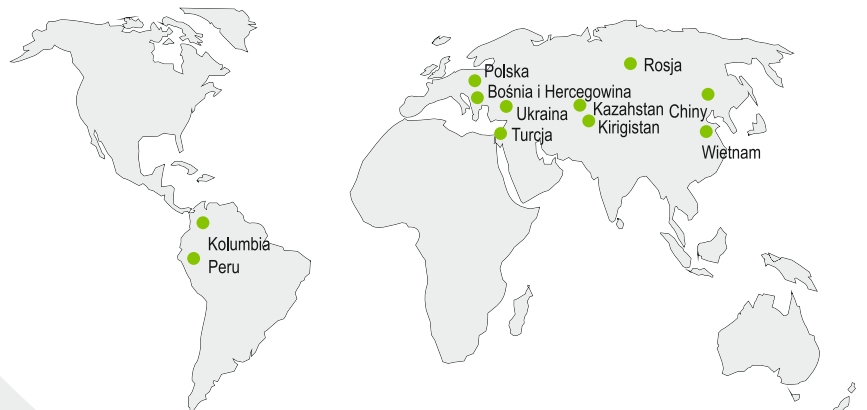 Polska
Rosja
Bośnia i Hercegowina
Ukraina
Kazahstan
Chiny
Kirigistan
Turcja
Wietnam
Kolumbia
Peru